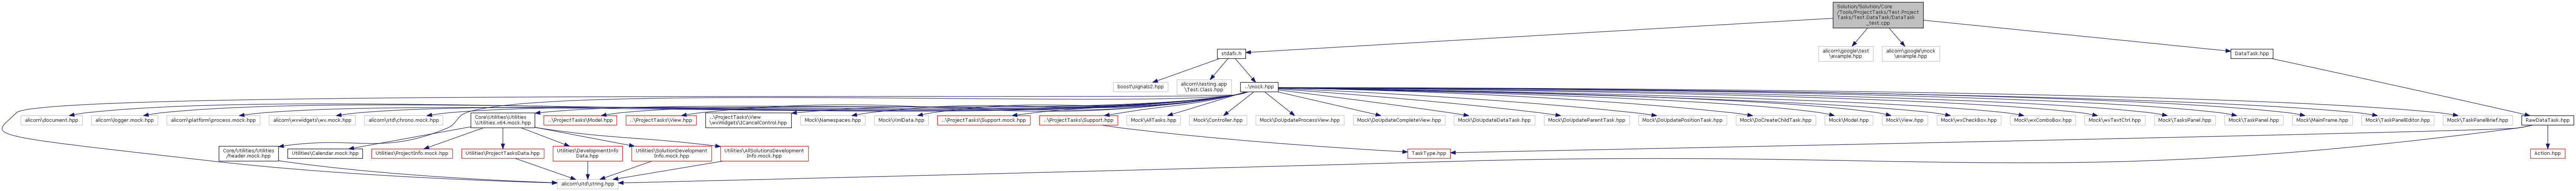 Solution/Solution/Core
/Tools/ProjectTasks/Test.Project
Tasks/Test.DataTask/DataTask
_test.cpp
stdafx.h
alicorn\google\test
\example.hpp
alicorn\google\mock
\example.hpp
DataTask.hpp
boost\signals2.hpp
alicorn\testing.app
\Test.Class.hpp
..\mock.hpp
alicorn\document.hpp
alicorn\logger.mock.hpp
alicorn\platform\process.mock.hpp
alicorn\wxwidgets\wx.mock.hpp
alicorn\std\chrono.mock.hpp
Core\Utilities\Utilities
\Utilities.x64.mock.hpp
..\ProjectTasks\Model.hpp
..\ProjectTasks\View.hpp
..\ProjectTasks\View
\wxWidgets\ICancelControl.hpp
Mock\Namespaces.hpp
Mock\XmlData.hpp
..\ProjectTasks\Support.mock.hpp
..\ProjectTasks\Support.hpp
Mock\AllTasks.hpp
Mock\Controller.hpp
Mock\DoUpdateProcessView.hpp
Mock\DoUpdateCompleteView.hpp
Mock\DoUpdateDataTask.hpp
Mock\DoUpdateParentTask.hpp
Mock\DoUpdatePositionTask.hpp
Mock\DoCreateChildTask.hpp
Mock\Model.hpp
Mock\View.hpp
Mock\wxCheckBox.hpp
Mock\wxComboBox.hpp
Mock\wxTextCtrl.hpp
Mock\TasksPanel.hpp
Mock\TaskPanel.hpp
Mock\MainFrame.hpp
Mock\TaskPanelEditor.hpp
Mock\TaskPanelBrief.hpp
RawDataTask.hpp
Core/Utilities/Utilities
/header.mock.hpp
Utilities\Calendar.mock.hpp
Utilities\ProjectInfo.mock.hpp
Utilities\ProjectTasksData.hpp
Utilities\DevelopmentInfo
Data.hpp
Utilities\SolutionDevelopment
Info.mock.hpp
Utilities\AllSolutionsDevelopment
Info.mock.hpp
TaskType.hpp
Action.hpp
alicorn\std\string.hpp